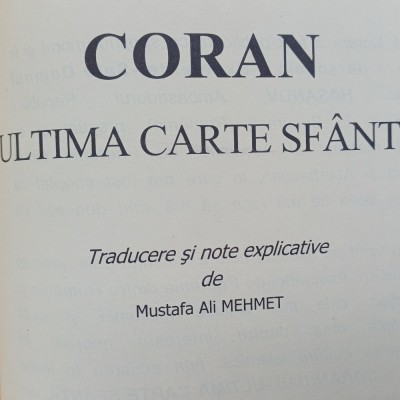 CORAN
ULTIMA CARTE SFÂNT
Traducere şi note explicative
de
Mustafa Ali MEHMET